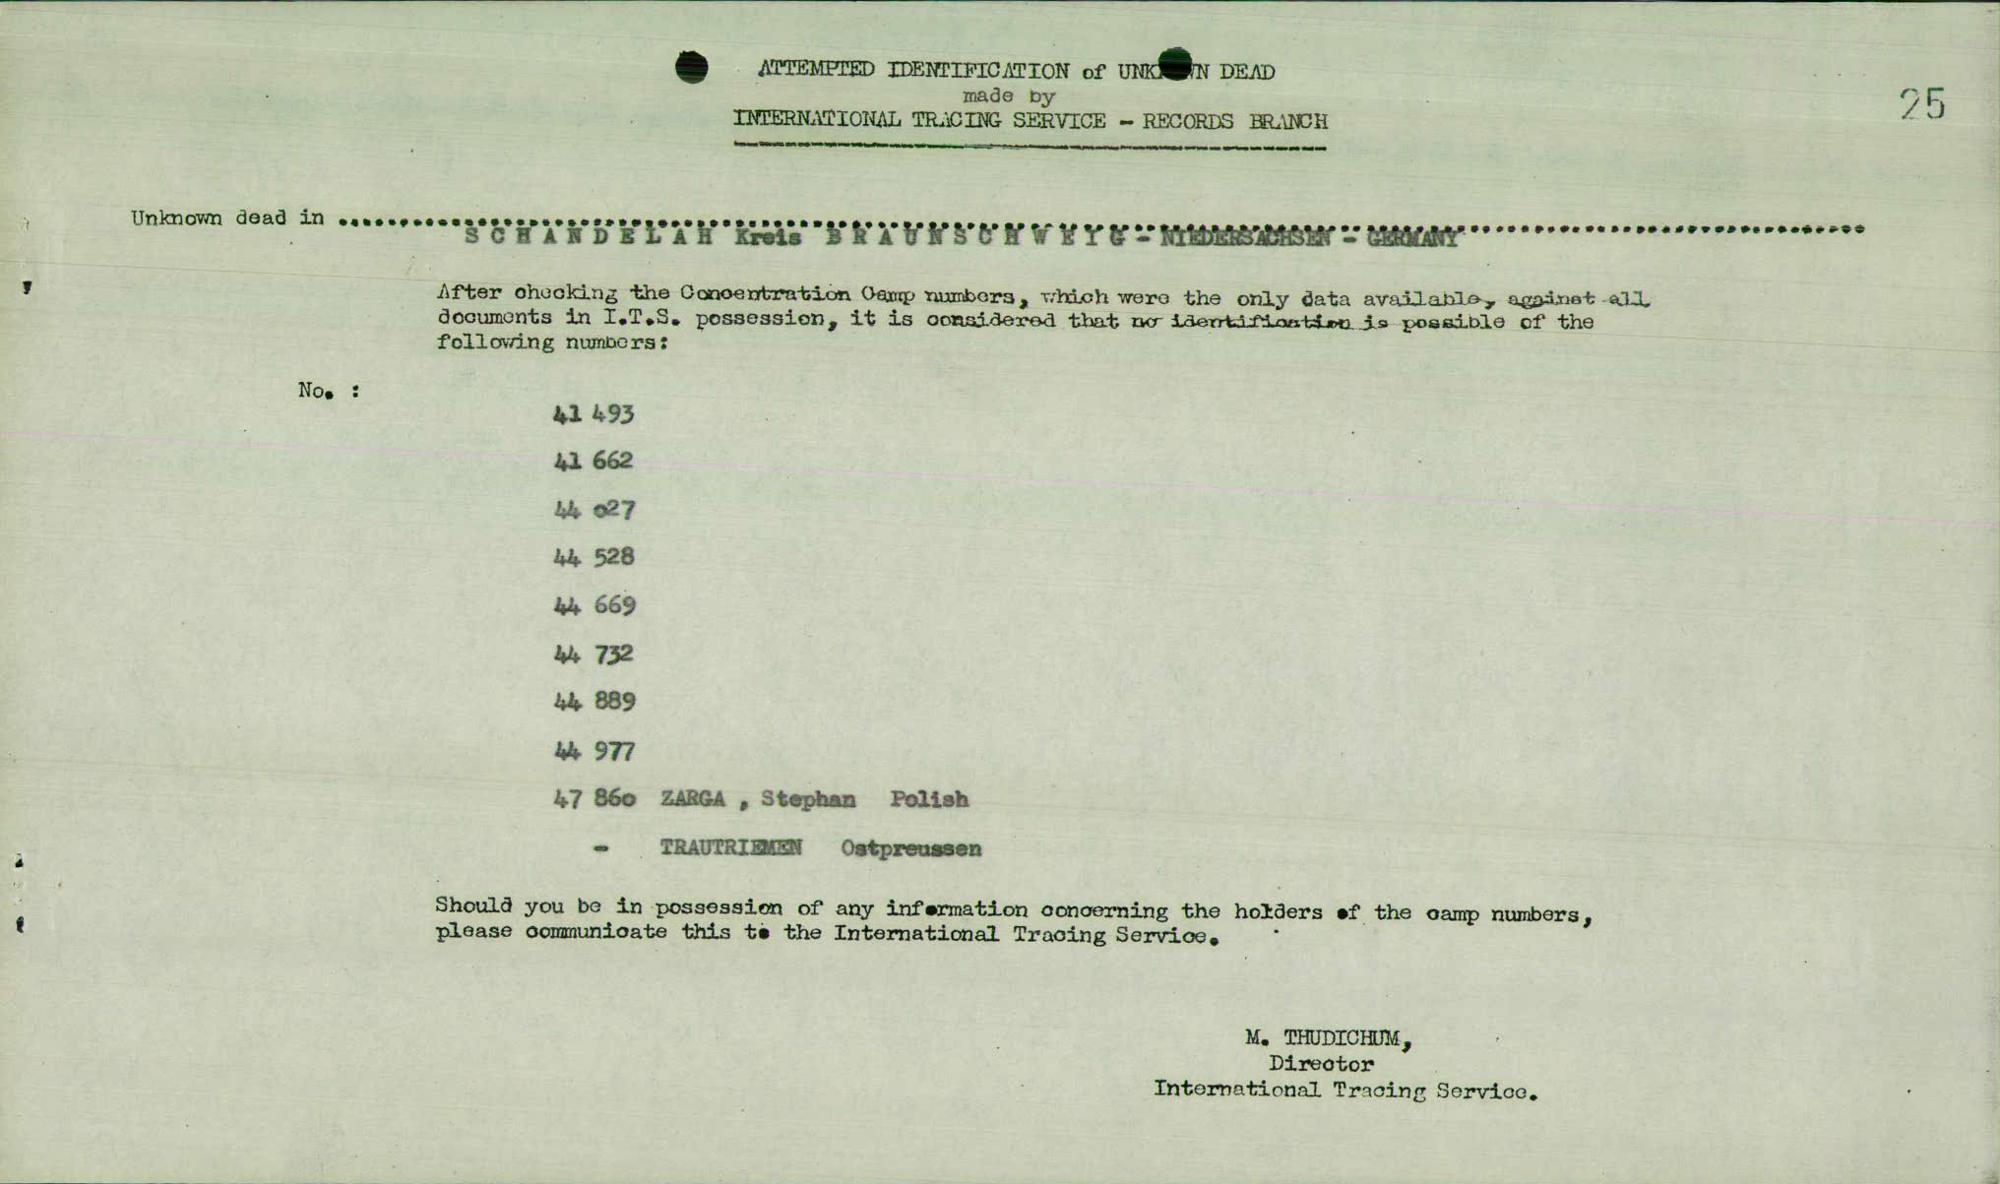 ATTEMPTED IDENTIFICATION of UNKNOWN DEAD
made by
INTERNATIONAL TRACING SERVICE - RECORDS BRANCH
25
Unknown dead in ........................................
SCHANDELAH Kreis BRAUNSCHWEYG - NIEDERSACHSEN - GERMANY
After checking the Concentration Camp numbers, which were the only data available, against all
documents in I.T.S. possession, it is considered that no identification is possible of the
following numbers:
No. :
41 493
41 662
44 027
44 528
44 669
44 732
44 889
44 977
47 860 ZARGA , Stephan Polish
- TRAUTRIEMEN Ostpreussen
Should you be in possession of any information concerning the holders of the camp numbers,
please communicate this to the International Tracing Service.
M. THUDICHUM,
Director
International Tracing Service.